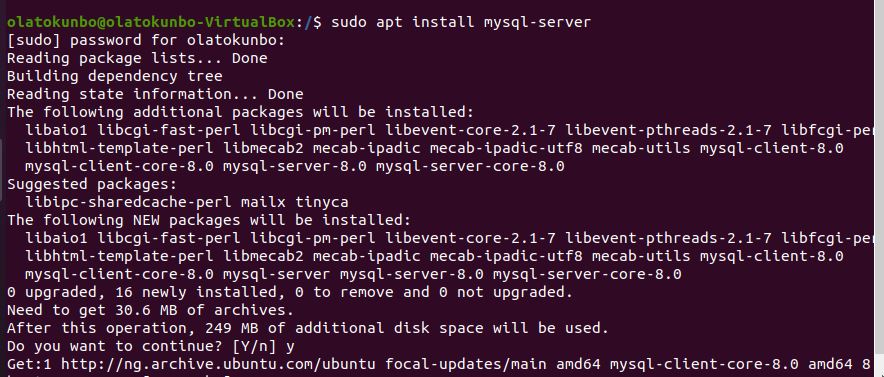 olatokunbo@olatokunbo-VirtualBox:/$ sudo apt install mysql-server
[sudo] password for olatokunbo:
Reading package lists... Done
Building dependency tree
Reading state information... Done
The following additional packages will be installed:
  libaio1 libcgi-fast-perl libcgi-pm-perl libevent-core-2.1-7 libevent-pthreads-2.1-7 libfcgi-per
  libhtml-template-perl libmecab2 mecab-ipadic mecab-ipadic-utf8 mecab-utils mysql-client-8.0
  mysql-client-core-8.0 mysql-server-8.0 mysql-server-core-8.0
Suggested packages:
  libipc-sharedcache-perl mailx tinyca
The following NEW packages will be installed:
  libaio1 libcgi-fast-perl libcgi-pm-perl libevent-core-2.1-7 libevent-pthreads-2.1-7 libfcgi-per
  libhtml-template-perl libmecab2 mecab-ipadic mecab-ipadic-utf8 mecab-utils mysql-client-8.0
  mysql-client-core-8.0 mysql-server mysql-server-8.0 mysql-server-core-8.0
0 upgraded, 16 newly installed, 0 to remove and 0 not upgraded.
Need to get 30.6 MB of archives.
After this operation, 249 MB of additional disk space will be used.
Do you want to continue? [Y/n] y
Get:1 http://ng.archive.ubuntu.com/ubuntu focal-updates/main amd64 mysql-client-core-8.0 amd64 8